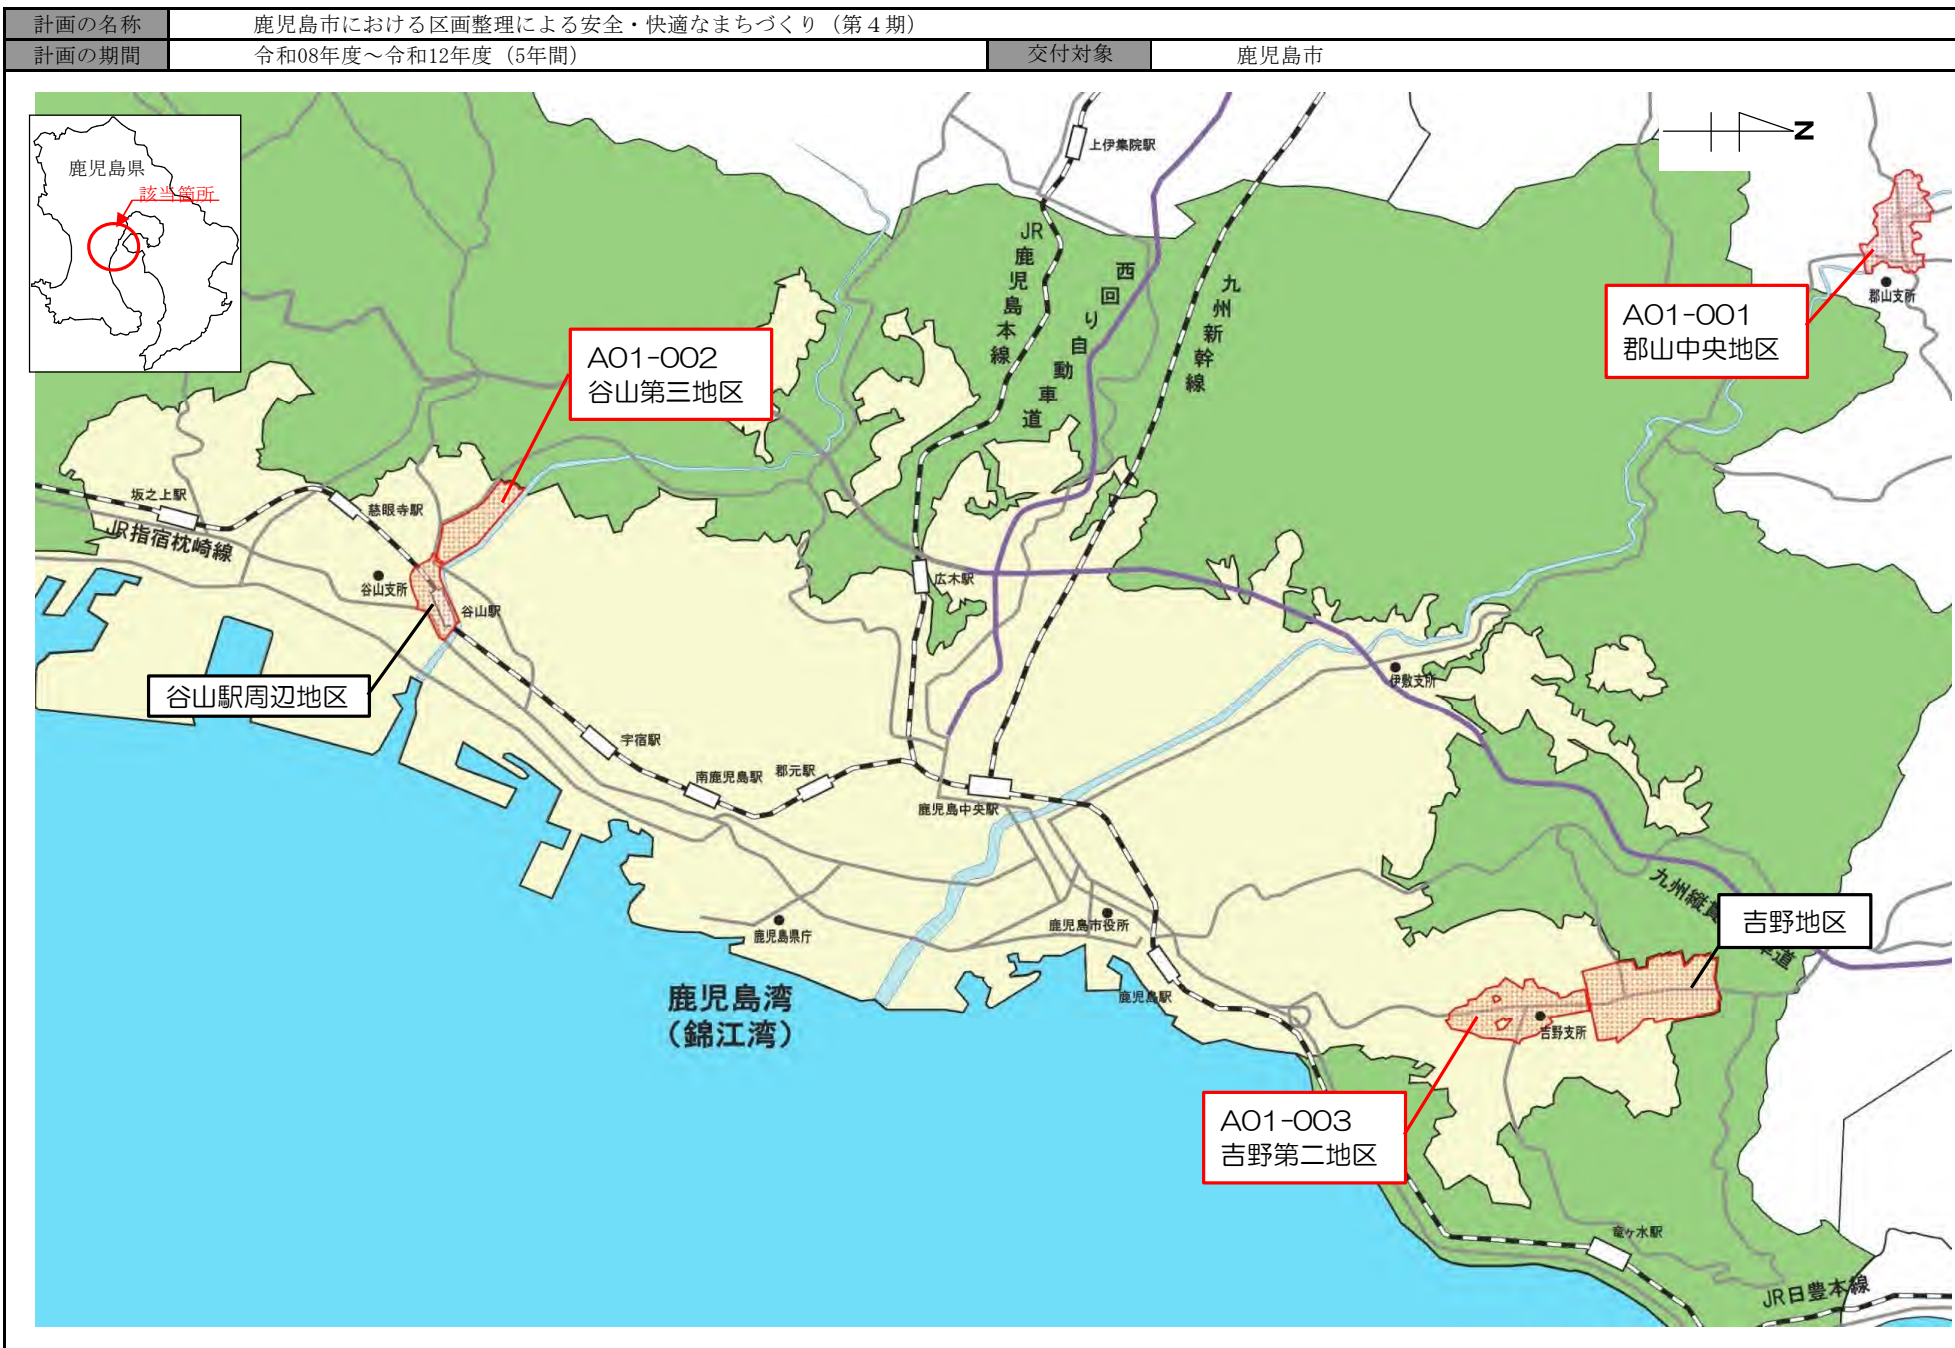 計画の名称
鹿児島市における区画整理による安全・快適なまちづくり（第４期）
計画の期間
令和08年度～令和12年度（5年間）
交付対象
鹿児島市
鹿児島県
該当箇所
N
上伊集院駅
JR鹿児島本線
西回り自動車道
九州新幹線
郡山支所
A01-001
郡山中央地区
A01-002
谷山第三地区
坂之上駅
JR指宿枕崎線
慈眼寺駅
谷山支所
谷山駅
広木駅
谷山駅周辺地区
伊敷支所
宇宿駅
南鹿児島駅
郡元駅
鹿児島中央駅
九州縦貫
車道
吉野地区
鹿児島県庁
鹿児島市役所
鹿児島駅
鹿児島湾
（錦江湾）
吉野支所
A01-003
吉野第二地区
竜ヶ水駅
JR日豊本線